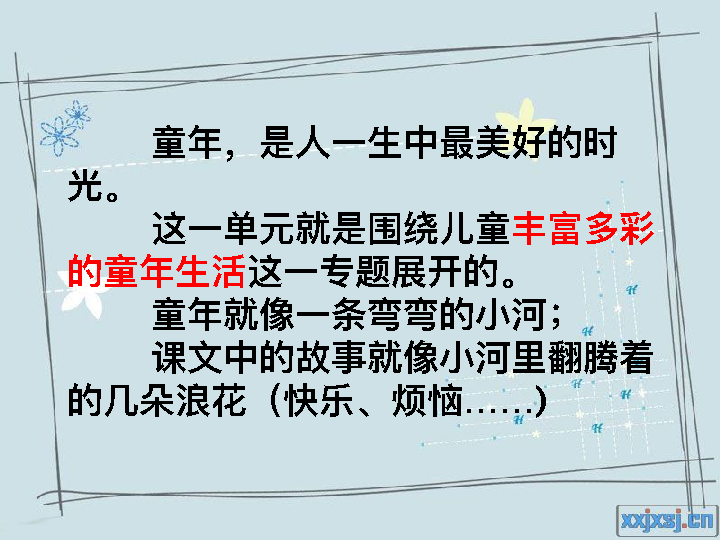 童年，是人一生中最美好的时
光。
这一单元就是围绕儿童丰富多彩
的童年生活这一专题展开的。
童年就像一条弯弯的小河；
课文中的故事就像小河里翻腾着
的几朵浪花（快乐、烦恼……）
H
H
H
H
H
H
xxjxsj.cn